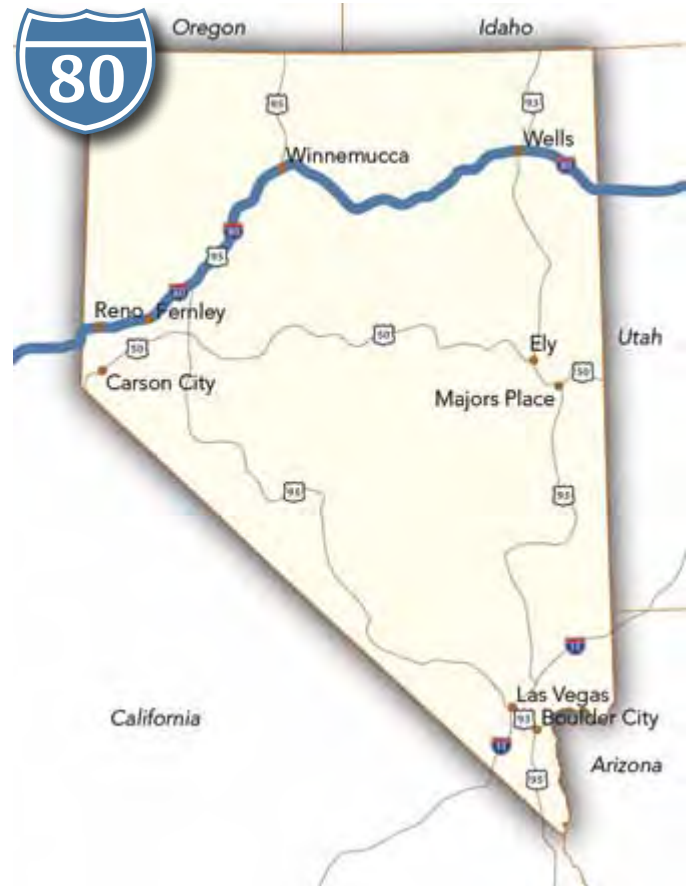 Oregon
Idaho
80
95
93
Wells
Winnemucca
80
80
95
80
Reno
Fernley
50
50
Ely
Utah
50
Carson City
Majors Place
95
93
15
Las Vegas
93
Boulder City
California
15
Arizona
95